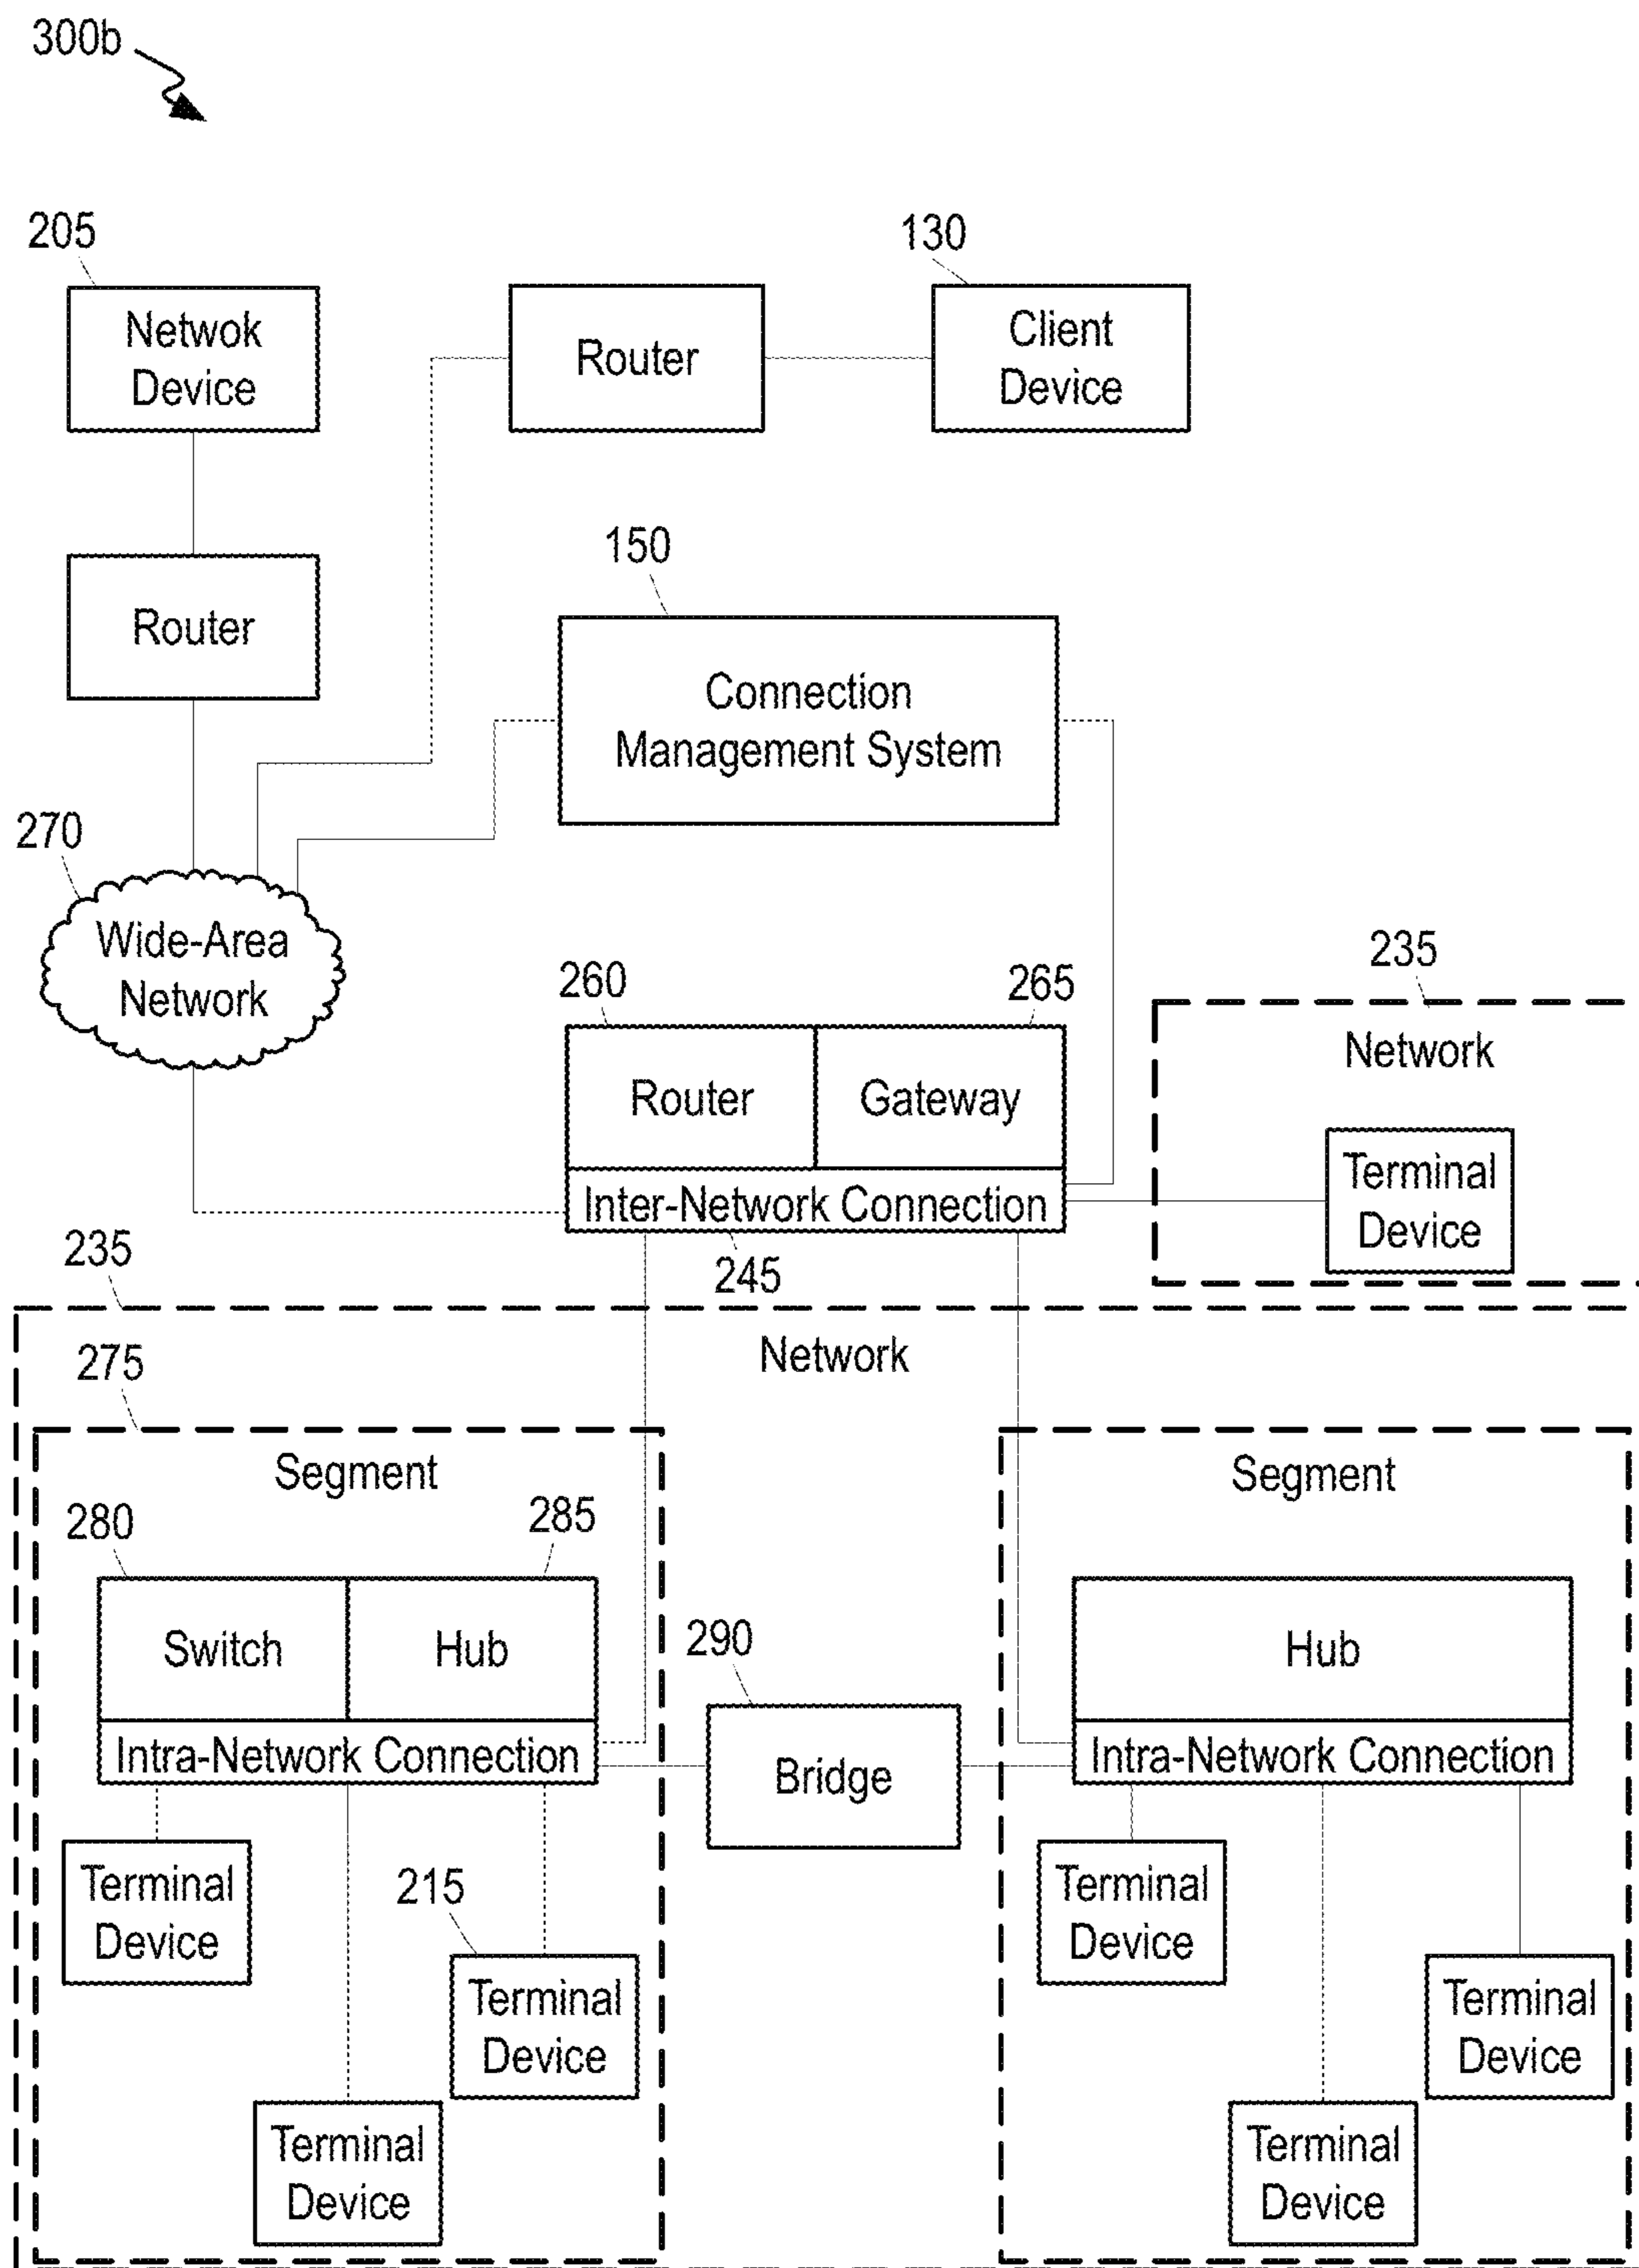 300b
205
130
Netwok
Device
Router
Client
Device
150
Router
Connection
Management System
270
Wide-Area
Network
260
265
235
Network
Router
Gateway
Terminal
Device
Inter-Network Connection
245
235
Network
275
Segment
Segment
280
285
Switch
Hub
290
Hub
Intra-Network Connection
Bridge
Intra-Network Connection
Terminal
Device
215
Terminal
Device
Terminal
Device
Terminal
Device
Terminal
Device
Terminal
Device